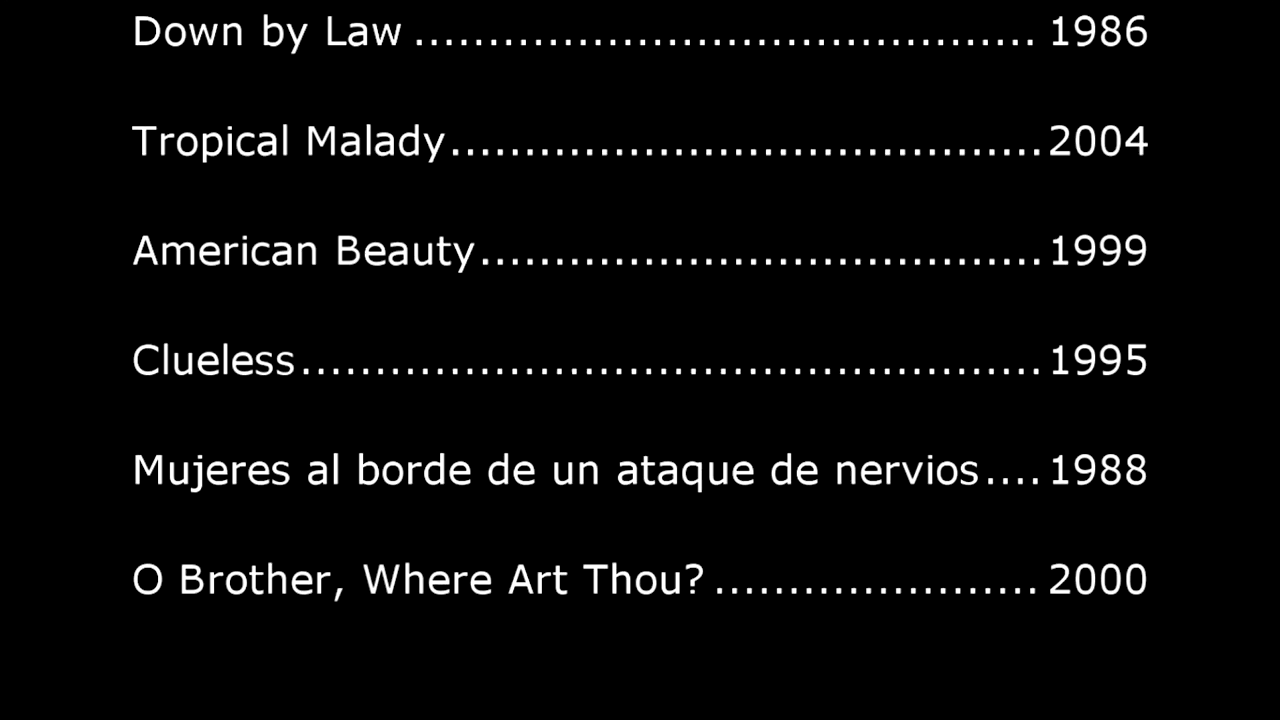 Down by Law .......................................... 1986
Tropical Malady........................................2004
American Beauty......................................1999
Clueless..................................................1995
Mujeres al borde de un ataque de nervios....1988
O Brother, Where Art Thou? ...................... 2000